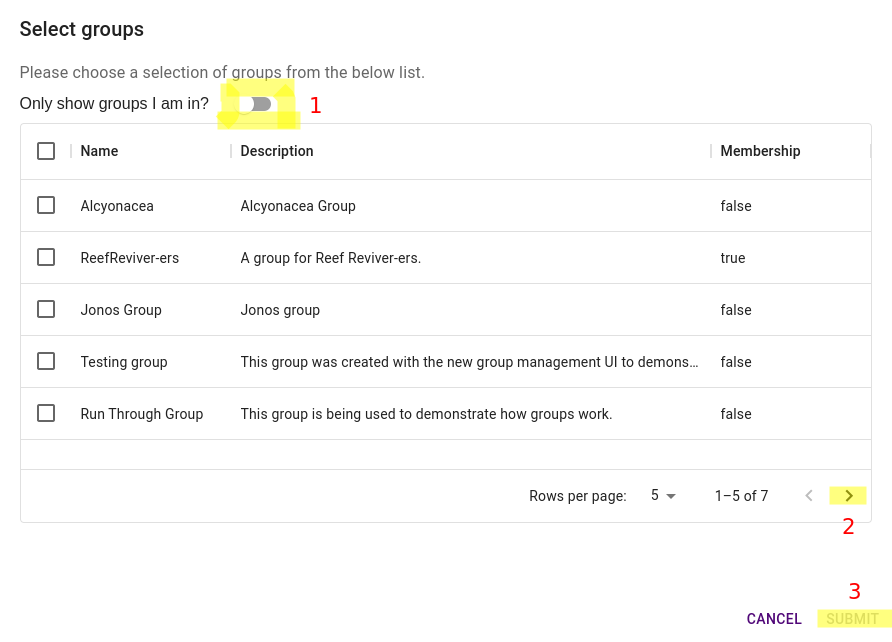 Select groups
Please choose a selection of groups from the below list.
Only show groups I am in? 1
Name Description Membership
Alcyonacea Alcyonacea Group false
ReefReviver-ers A group for Reef Reviver-ers. true
Jonos Group Jonos group false
Testing group This group was created with the new group management UI to demons... false
Run Through Group This group is being used to demonstrate how groups work. false
Rows per page: 5 1–5 of 7
2
3
CANCEL SUBMIT